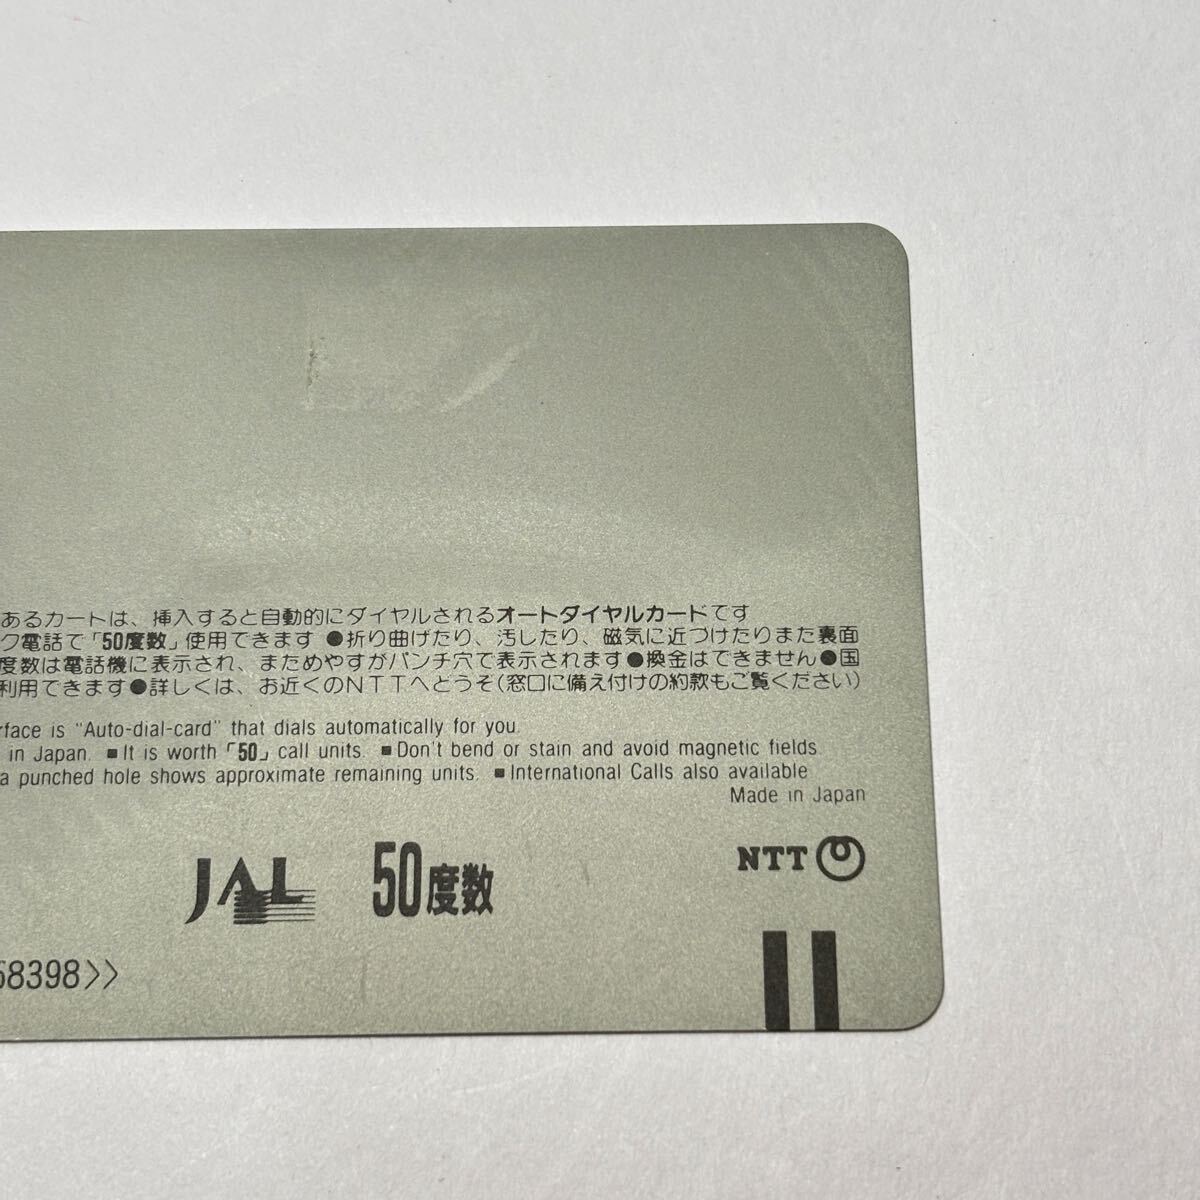 あるカードは、挿入すると自動的にダイヤルされるオートダイヤルカードです
ク電話で「50度数」使用できます ●折り曲げたり、汚したり、磁気に近づけたりまた裏面
度数は電話機に表示され、まためやすがパンチ穴で表示されます●換金はできません●国
利用できます●詳しくは、お近くのNTTへどうぞ(窓口に備え付けの約款もご覧ください)
rface is "Auto-dial-card" that dials automatically for you.
in Japan. ■It is worth「50」call units. ■Don't bend or stain and avoid magnetic fields.
a punched hole shows approximate remaining units. ■International Calls also available
Made in Japan
JAL 50度数 NTT
58398>>